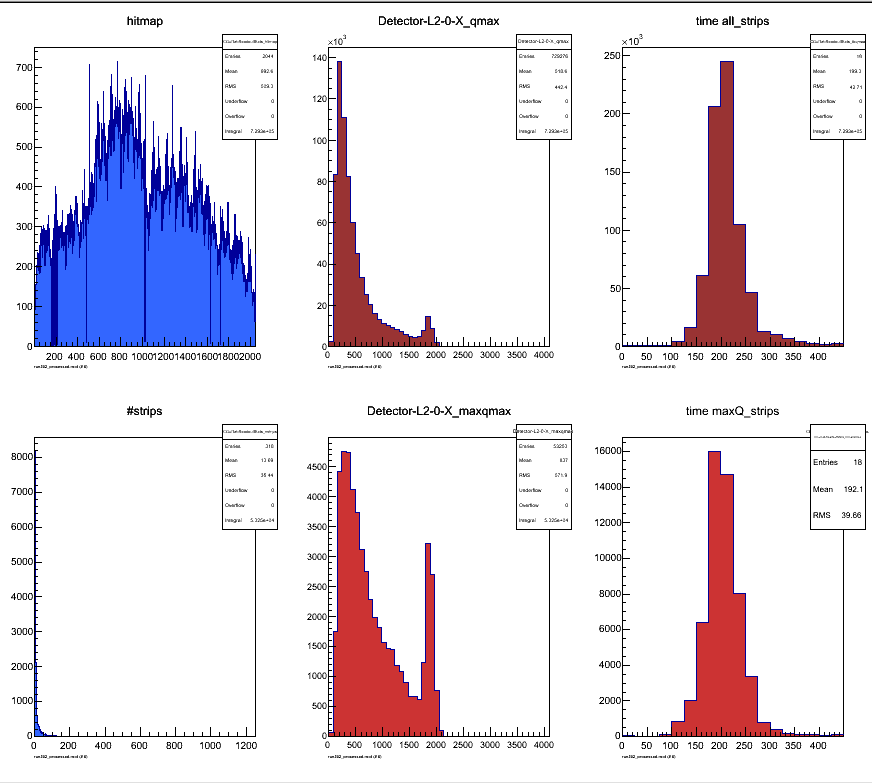 hitmap
Entries 2044
Mean 892.6
RMS 509.3
Underflow 0
Overflow 0
Integral 7.293e+05
700
600
500
400
300
200
100
0
200 400 600 800 1000 1200 1400 1600 1800 2000
Detector-L2-0-X_qmax
×10³
Detector-L2-0-X_qmax
Entries 729276
Mean 518.6
RMS 442.4
Underflow 0
Overflow 0
Integral 7.293e+05
140
120
100
80
60
40
20
0
0 500 1000 1500 2000 2500 3000 3500 4000
time all_strips
×10³
Entries 18
Mean 199.3
RMS 43.71
Underflow 0
Overflow 0
Integral 7.293e+05
250
200
150
100
50
0
0 50 100 150 200 250 300 350 400
#strips
Entries 318
Mean 13.69
RMS 38.44
Underflow 0
Overflow 0
Integral 5.326e+04
8000
7000
6000
5000
4000
3000
2000
1000
0
0 200 400 600 800 1000 1200
Detector-L2-0-X_maxqmax
Detector-L2-0-X_maxqmax
Entries 53263
Mean 837
RMS 571.9
Underflow 0
Overflow 0
Integral 5.326e+04
4500
4000
3500
3000
2500
2000
1500
1000
500
0
0 500 1000 1500 2000 2500 3000 3500 4000
time maxQ_strips
Entries 18
Mean 192.1
RMS 39.66
16000
14000
12000
10000
8000
6000
4000
2000
0
0 50 100 150 200 250 300 350 400